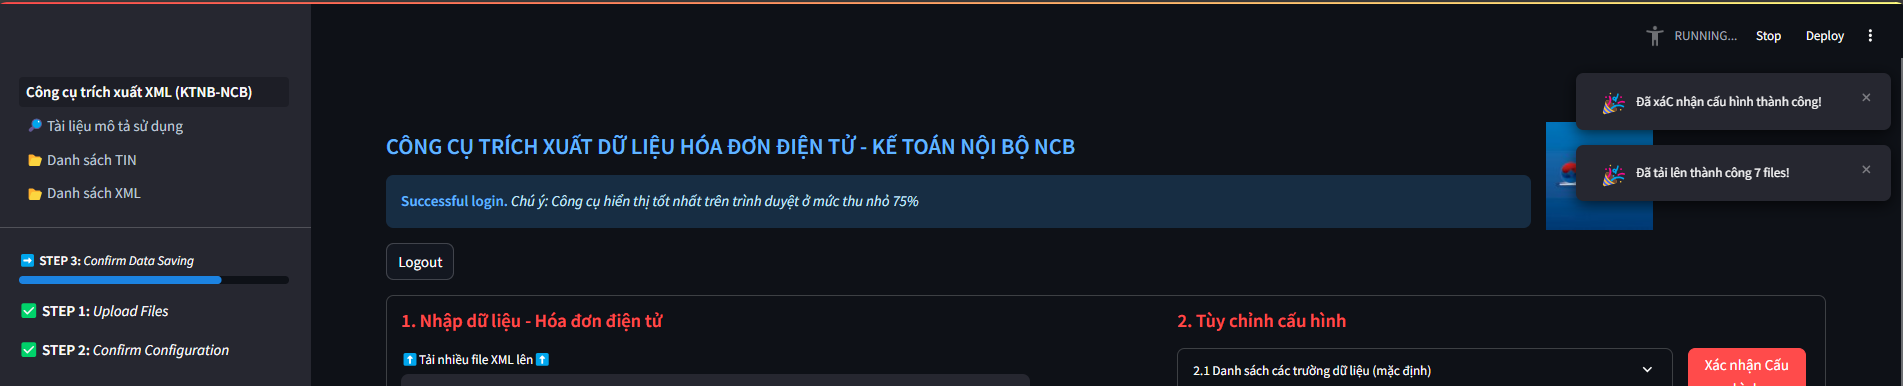 RUNNING...
Stop
Deploy
Công cụ trích xuất XML (KTNB-NCB)
Tài liệu mô tả sử dụng
Danh sách TIN
Danh sách XML
STEP 3: Confirm Data Saving
STEP 1: Upload Files
STEP 2: Confirm Configuration
Đã xáC nhận cấu hình thành công!
Đã tải lên thành công 7 files!
CÔNG CỤ TRÍCH XUẤT DỮ LIỆU HÓA ĐƠN ĐIỆN TỬ - KẾ TOÁN NỘI BỘ NCB
Successful login. Chú ý: Công cụ hiển thị tốt nhất trên trình duyệt ở mức thu nhỏ 75%
Logout
1. Nhập dữ liệu - Hóa đơn điện tử
Tải nhiều file XML lên
2. Tùy chỉnh cấu hình
2.1 Danh sách các trường dữ liệu (mặc định)
Xác nhận Cấu